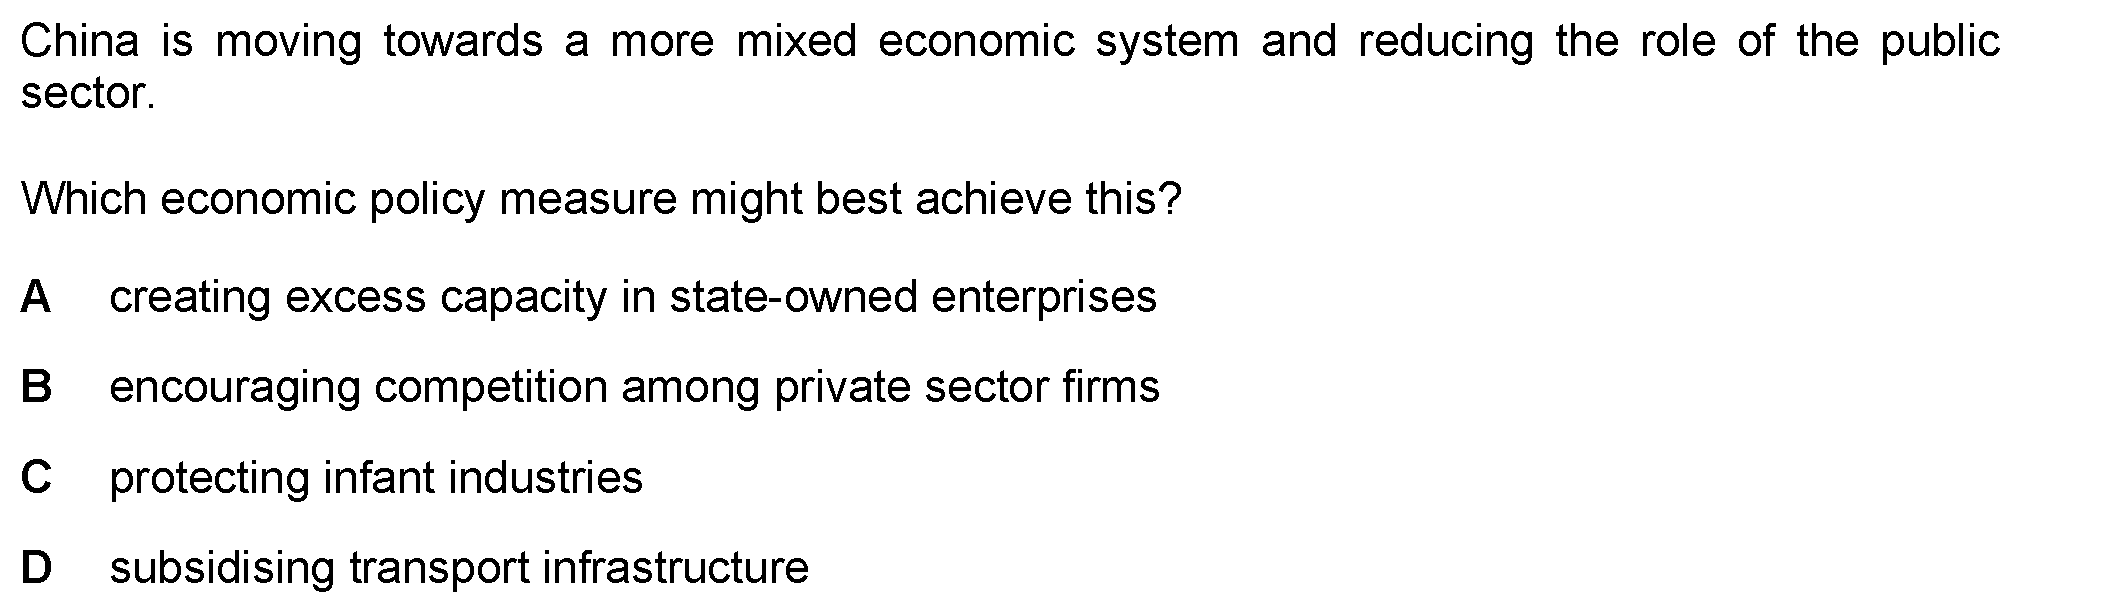 China is moving towards a more mixed economic system and reducing the role of the public
sector.
Which economic policy measure might best achieve this?
A creating excess capacity in state-owned enterprises
B encouraging competition among private sector firms
C protecting infant industries
D subsidising transport infrastructure